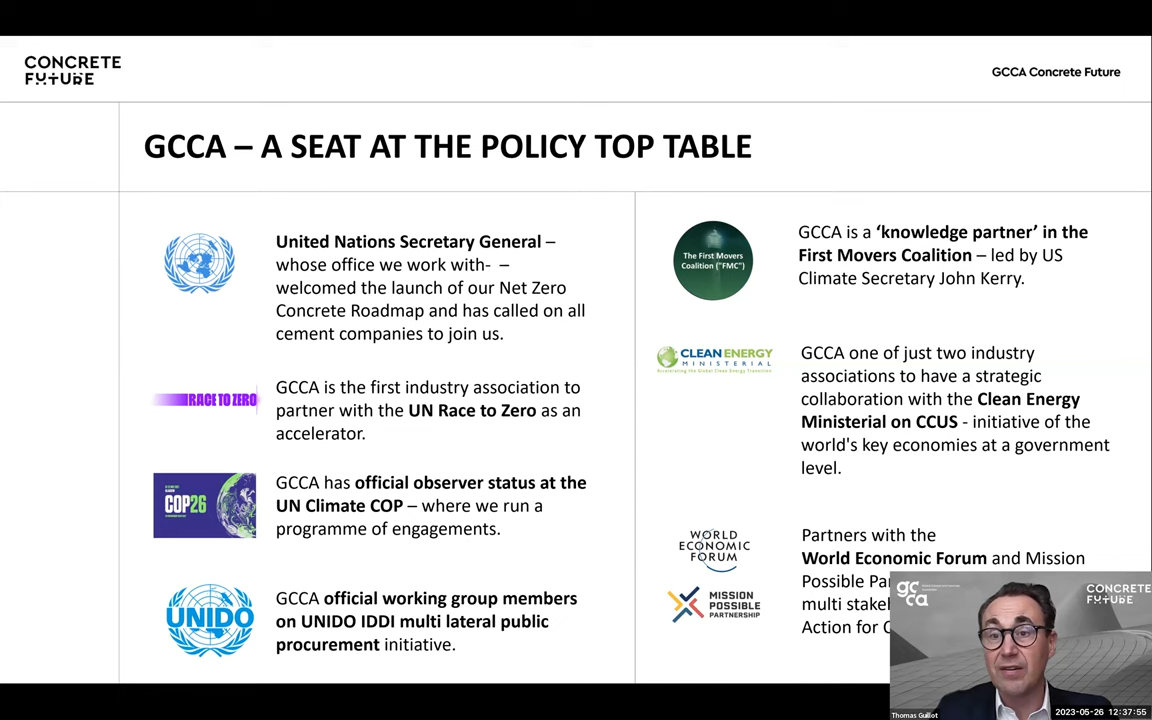 CONCRETE
FUTURE
GCCA Concrete Future
GCCA – A SEAT AT THE POLICY TOP TABLE
United Nations Secretary General –
whose office we work with- –
welcomed the launch of our Net Zero
Concrete Roadmap and has called on all
cement companies to join us.
RACE TO ZERO
GCCA is the first industry association to
partner with the UN Race to Zero as an
accelerator.
COP26
GCCA has official observer status at the
UN Climate COP – where we run a
programme of engagements.
UNIDO
GCCA official working group members
on UNIDO IDDI multi lateral public
procurement initiative.
The First Movers
Coalition ("FMC")
GCCA is a ‘knowledge partner’ in the
First Movers Coalition – led by US
Climate Secretary John Kerry.
CLEAN ENERGY
MINISTERIAL
Accelerating the Global Clean Energy Transition
GCCA one of just two industry
associations to have a strategic
collaboration with the Clean Energy
Ministerial on CCUS - initiative of the
world's key economies at a government
level.
WORLD
ECONOMIC
FORUM
MISSION
POSSIBLE
PARTNERSHIP
Partners with the
World Economic Forum and Mission
Possible
multi
Action for
gc
ca
CONCRETE
FUTURE
Thomas Guillot
2023-05-26 12:37:55